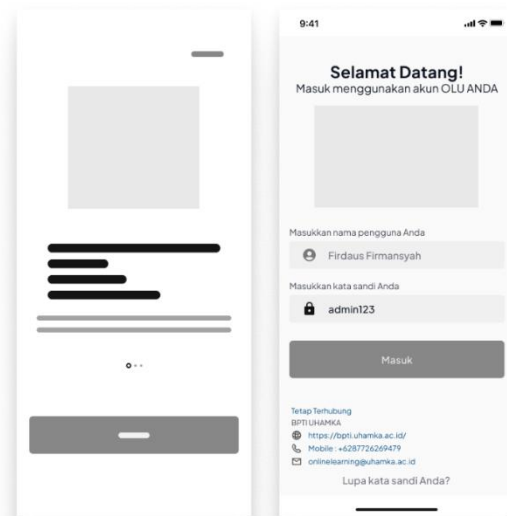 9:41
Selamat Datang!
Masuk menggunakan akun OLU ANDA
Masukkan nama pengguna Anda
Firdaus Firmansyah
Masukkan kata sandi Anda
admin123
Masuk
Tetap Terhubung
BPTI UHAMKA
https://bpti.uhamka.ac.id/
Mobile : +6287726269479
onlinelearning@uhamka.ac.id
Lupa kata sandi Anda?